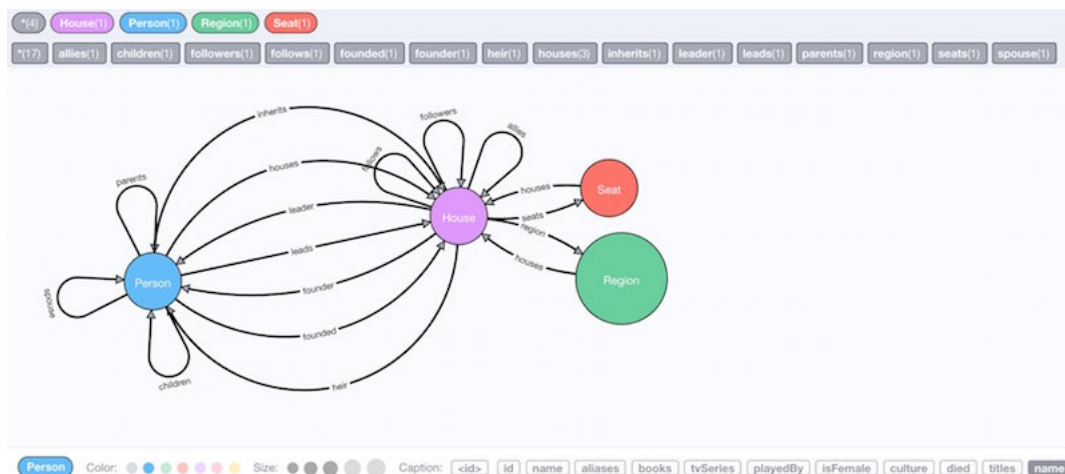 *(4) House(1) Person(1) Region(1) Seat(1)
*(17) allies(1) children(1) followers(1) follows(1) founded(1) founder(1) heir(1) houses(3) inherits(1) leader(1) leads(1) parents(1) region(1) seats(1) spouse(1)
inherits
followers
allies
follows
houses
parents
houses
Seat
leader
House
seats
region
leads
houses
Person
Region
founder
spouse
founded
children
heir
Person Color: Size: Caption: <id> id name aliases books tvSeries playedBy isFemale culture died titles name